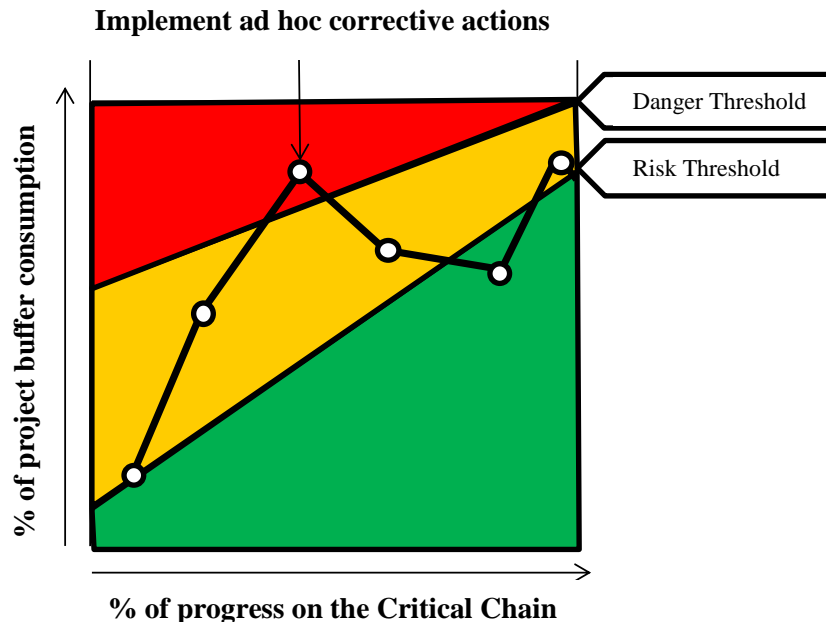 Implement ad hoc corrective actions
Danger Threshold
Risk Threshold
% of project buffer consumption
% of progress on the Critical Chain